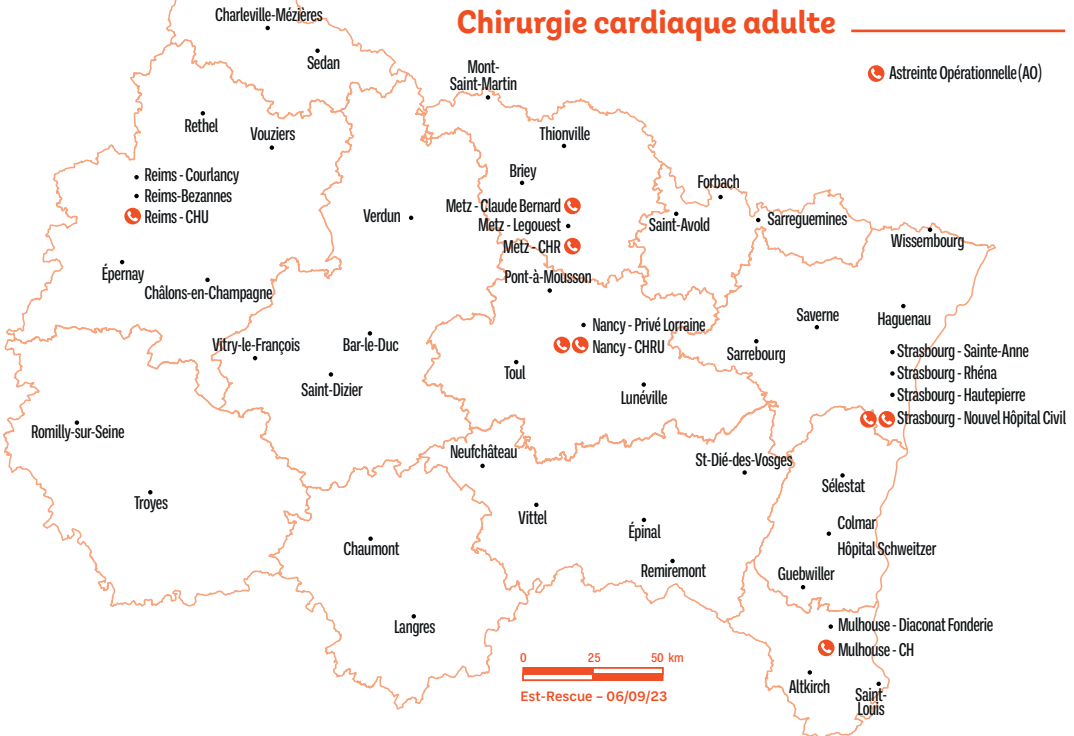 Chirurgie cardiaque adulte
Astreinte Opérationnelle (AO)
Charleville-Mézières
Sedan
Mont-
Saint-Martin
Rethel
Vouziers
Thionville
Reims - Courlancy
Reims-Bezannes
Reims - CHU
Briey
Forbach
Verdun
Metz - Claude Bernard
Metz - Legouest
Metz - CHR
Saint-Avold
Sarreguemines
Wissembourg
Épernay
Châlons-en-Champagne
Pont-à-Mousson
Vitry-le-François
Bar-le-Duc
Saint-Dizier
Nancy - Privé Lorraine
Nancy - CHRU
Toul
Lunéville
Saverne
Haguenau
Sarrebourg
Strasbourg - Sainte-Anne
Strasbourg - Rhéna
Strasbourg - Hautepierre
Strasbourg - Nouvel Hôpital Civil
Romilly-sur-Seine
Troyes
Neufchâteau
St-Dié-des-Vosges
Sélestat
Vittel
Épinal
Colmar
Hôpital Schweitzer
Chaumont
Remiremont
Guebwiller
Langres
Mulhouse - Diaconat Fonderie
Mulhouse - CH
Altkirch
Saint-
Louis
0 25 50 km
Est-Rescue – 06/09/23